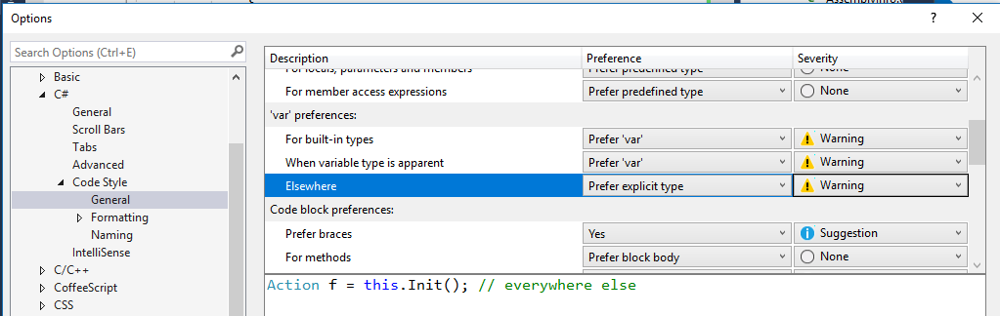 AssemblyInfo.
Options
?
Search Options (Ctrl+E)
Basic
C#
General
Scroll Bars
Tabs
Advanced
Code Style
General
Formatting
Naming
IntelliSense
C/C++
CoffeeScript
CSS
Description Preference Severity
For locals, parameters and members Prefer predefined type None
For member access expressions Prefer predefined type None
'var' preferences:
For built-in types Prefer 'var' Warning
When variable type is apparent Prefer 'var' Warning
Elsewhere Prefer explicit type Warning
Code block preferences:
Prefer braces Yes Suggestion
For methods Prefer block body None
Action f = this.Init(); // everywhere else